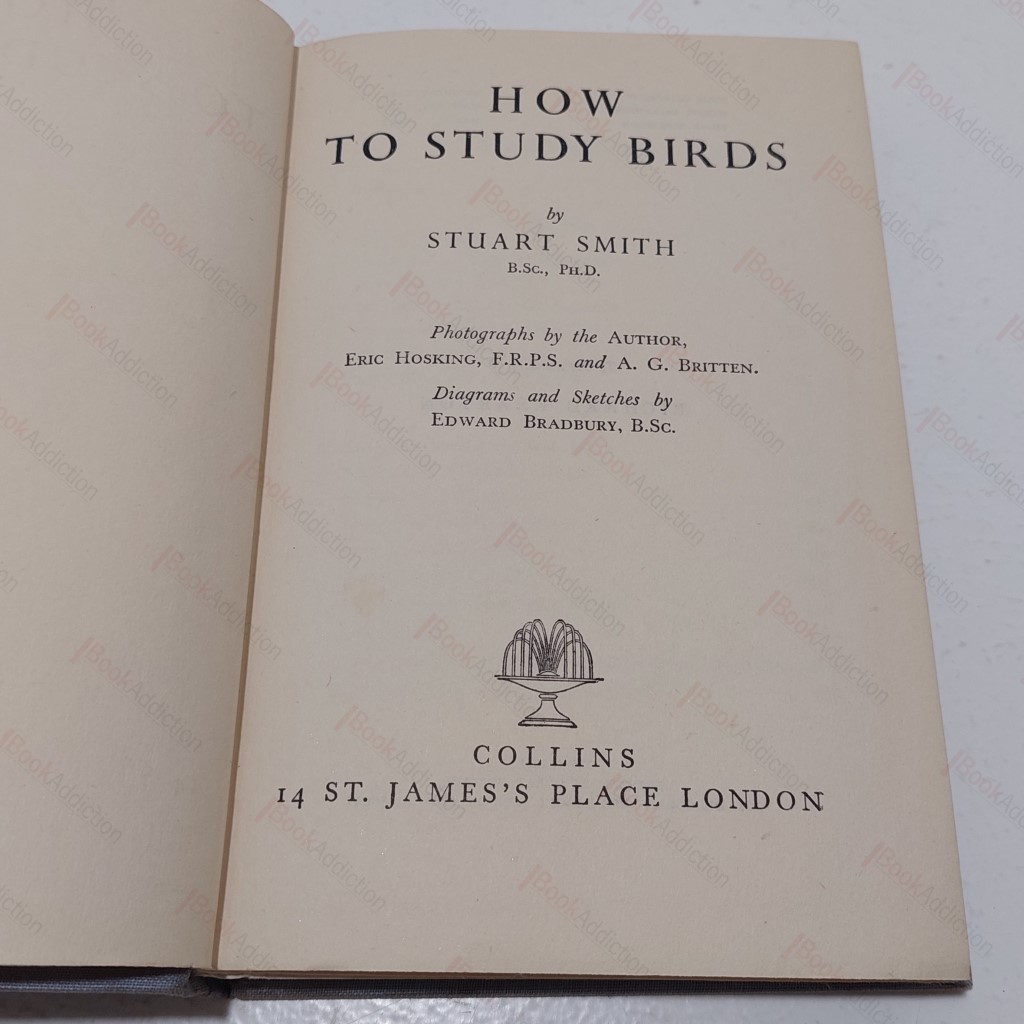 HOW
TO STUDY BIRDS
by
STUART SMITH
B.Sc., Ph.D.
Photographs by the Author,
Eric Hosking, F.R.P.S. and A. G. Britten.
Diagrams and Sketches by
Edward Bradbury, B.Sc.
COLLINS
14 ST. JAMES'S PLACE LONDON
BookAddiction